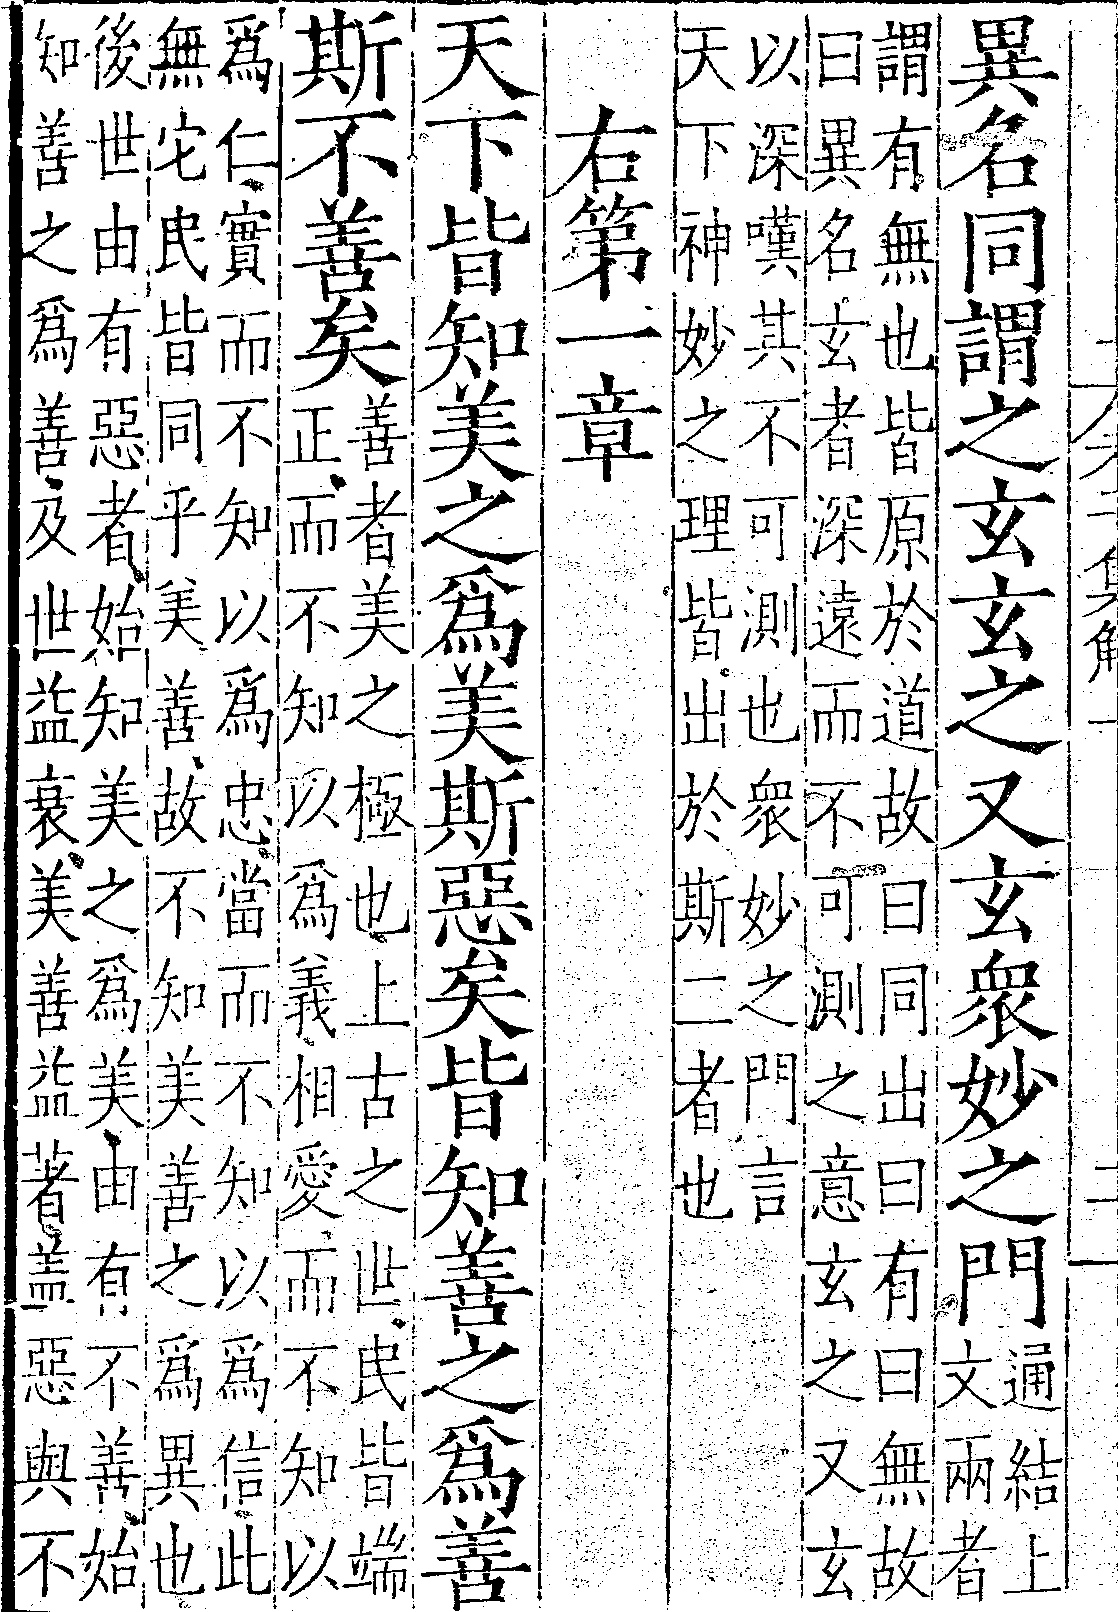 老子集解一 二
異名同謂之玄玄之又玄衆妙之門通結上
文兩者
謂有無也皆原於道故曰同出曰有曰無故
曰異名玄者深遠而不可測之意玄之又玄
以深嘆其不可測也衆妙之門言
天下神妙之理皆出於斯二者也
右第一章
天下皆知美之爲美斯惡矣皆知善之爲善
斯不善矣善者美之極也上古之世民皆端
正而不知以爲義相愛而不知以
爲仁實而不知以爲忠當而不知以爲信此
無它民皆同乎美善故不知美善之爲異也
後世由有惡者始知美之爲美由有不善始
知善之爲善及世益衰美善益著盖惡與不